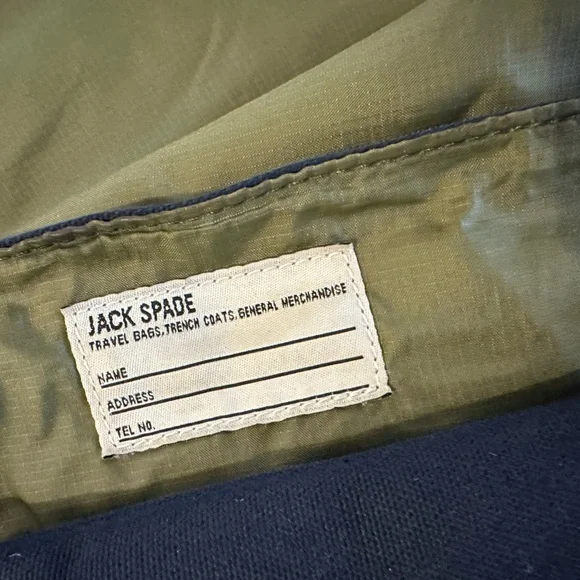 JACK SPADE
TRAVEL BAGS, TRENCH COATS, GENERAL MERCHANDISE
NAME
ADDRESS
TEL NO.